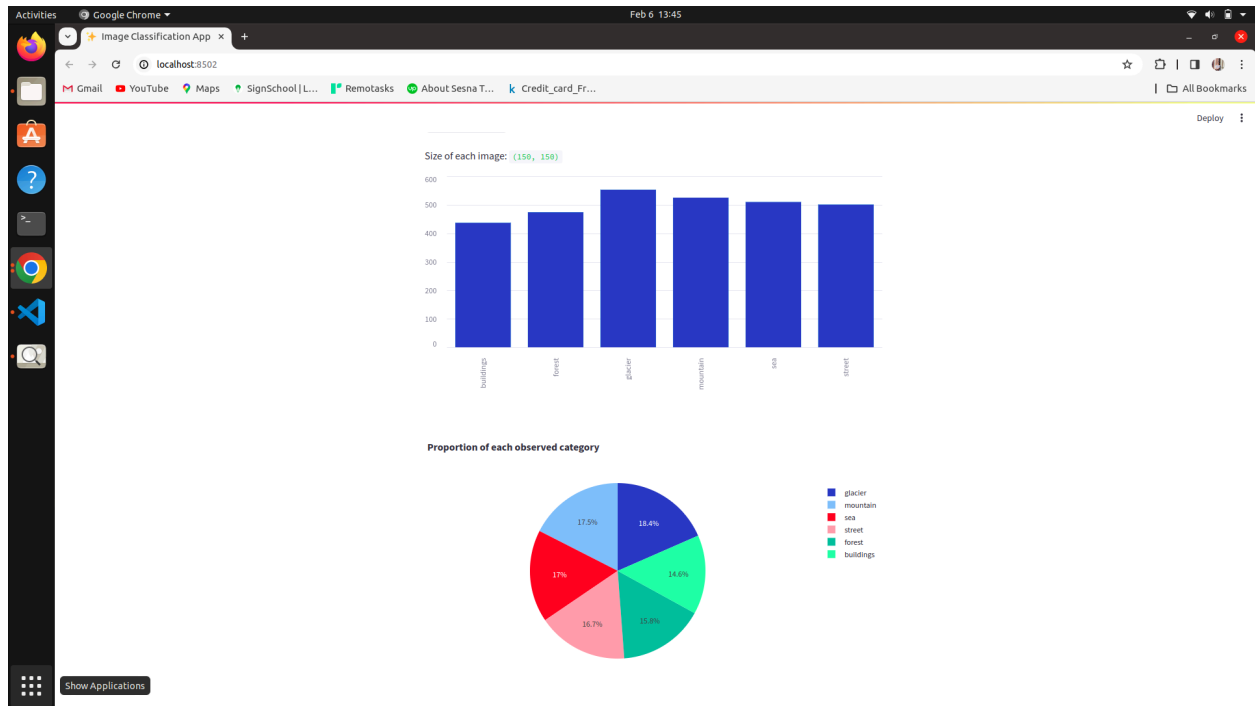 Activities Google Chrome Feb 6 13:45
Image Classification App × +
localhost:8502
Gmail YouTube Maps SignSchool | L... Remotasks About Sesna T... Credit_card_Fr... All Bookmarks
Deploy
Size of each image: (150, 150)
600
500
400
300
200
100
0
buildings
forest
glacier
mountain
sea
street
Proportion of each observed category
17.5%
18.4%
17%
14.6%
16.7%
15.8%
glacier
mountain
sea
street
forest
buildings
Show Applications